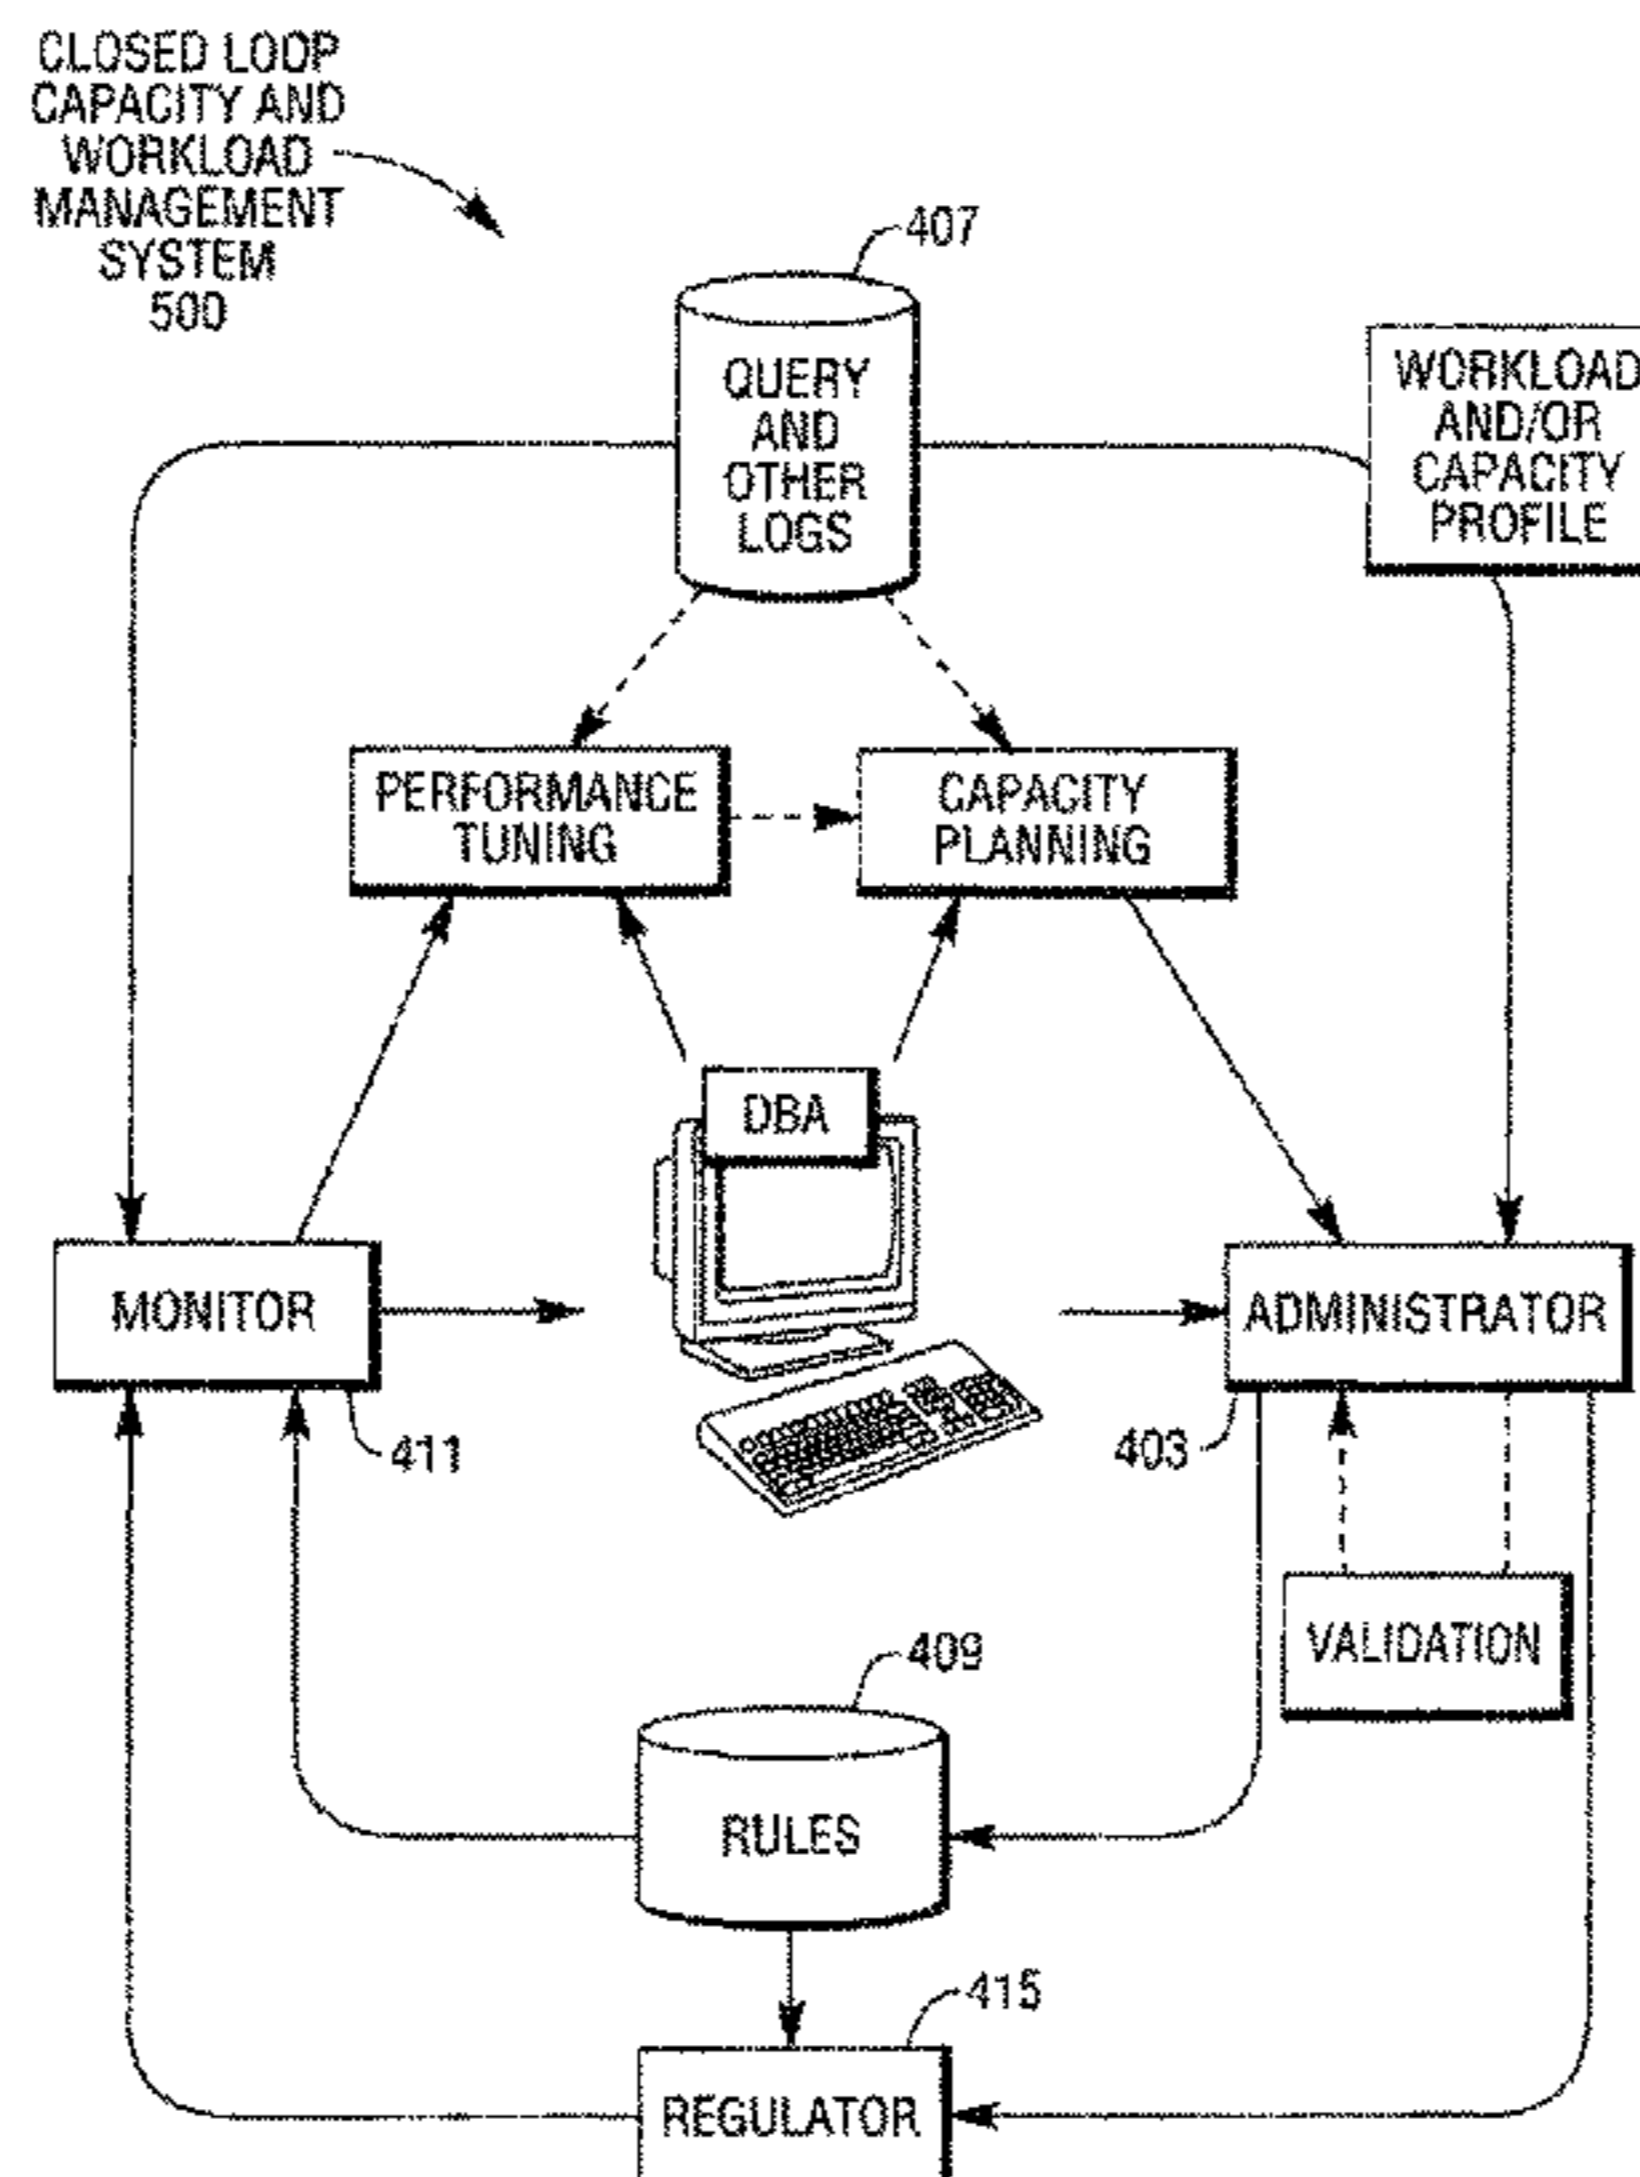 CLOSED LOOP
CAPACITY AND
WORKLOAD
MANAGEMENT
SYSTEM
500
407
QUERY
AND
OTHER
LOGS
WORKLOAD
AND/OR
CAPACITY
PROFILE
PERFORMANCE
TUNING
CAPACITY
PLANNING
DBA
MONITOR
ADMINISTRATOR
411
403
VALIDATION
409
RULES
415
REGULATOR